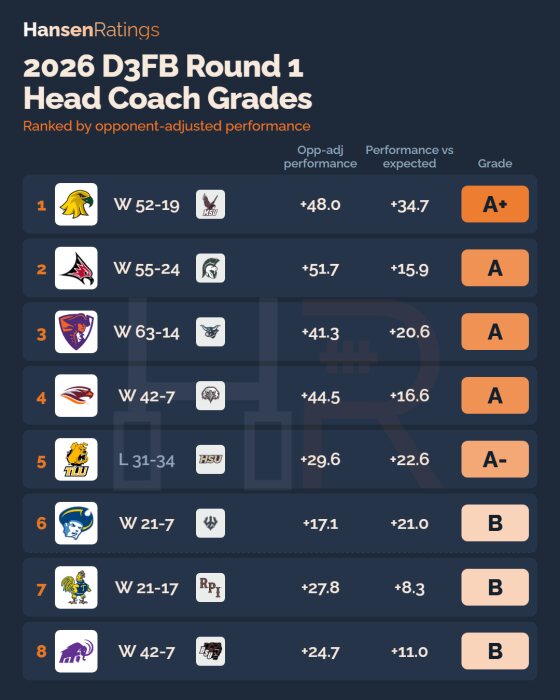 HansenRatings
2026 D3FB Round 1
Head Coach Grades
Ranked by opponent-adjusted performance
Opp-adj performance Performance vs expected Grade
1 W 52-19 MSU +48.0 +34.7 A+
2 W 55-24 +51.7 +15.9 A
3 W 63-14 +41.3 +20.6 A
4 W 42-7 +44.5 +16.6 A
5 TLU L 31-34 HSU +29.6 +22.6 A-
6 W 21-7 +17.1 +21.0 B
7 W 21-17 RPI +27.8 +8.3 B
8 W 42-7 +24.7 +11.0 B
HR